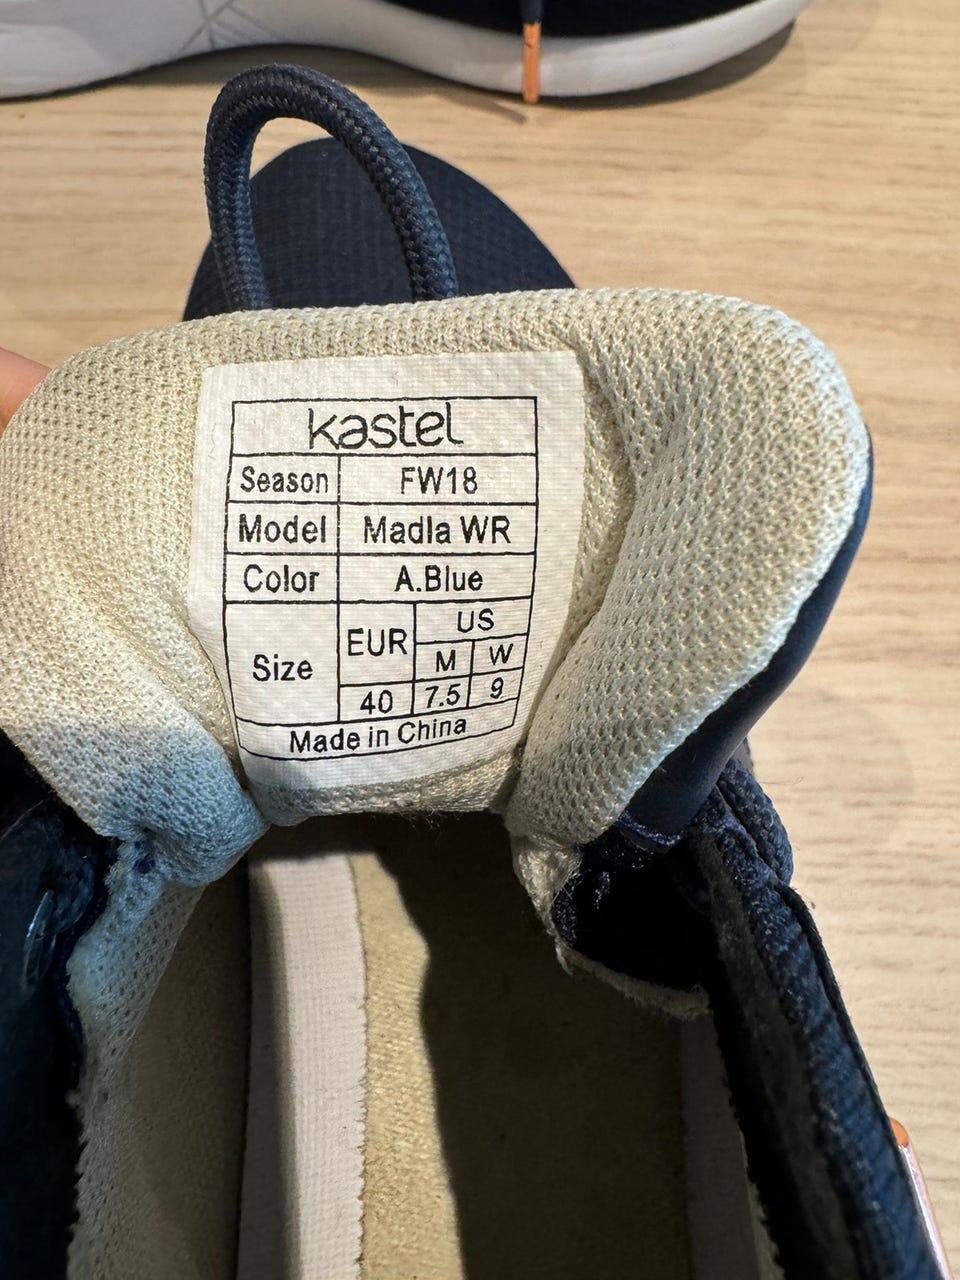 kastel
Season FW18
Model Madla WR
Color A.Blue
Size EUR US
M W
40 7.5 9
Made in China